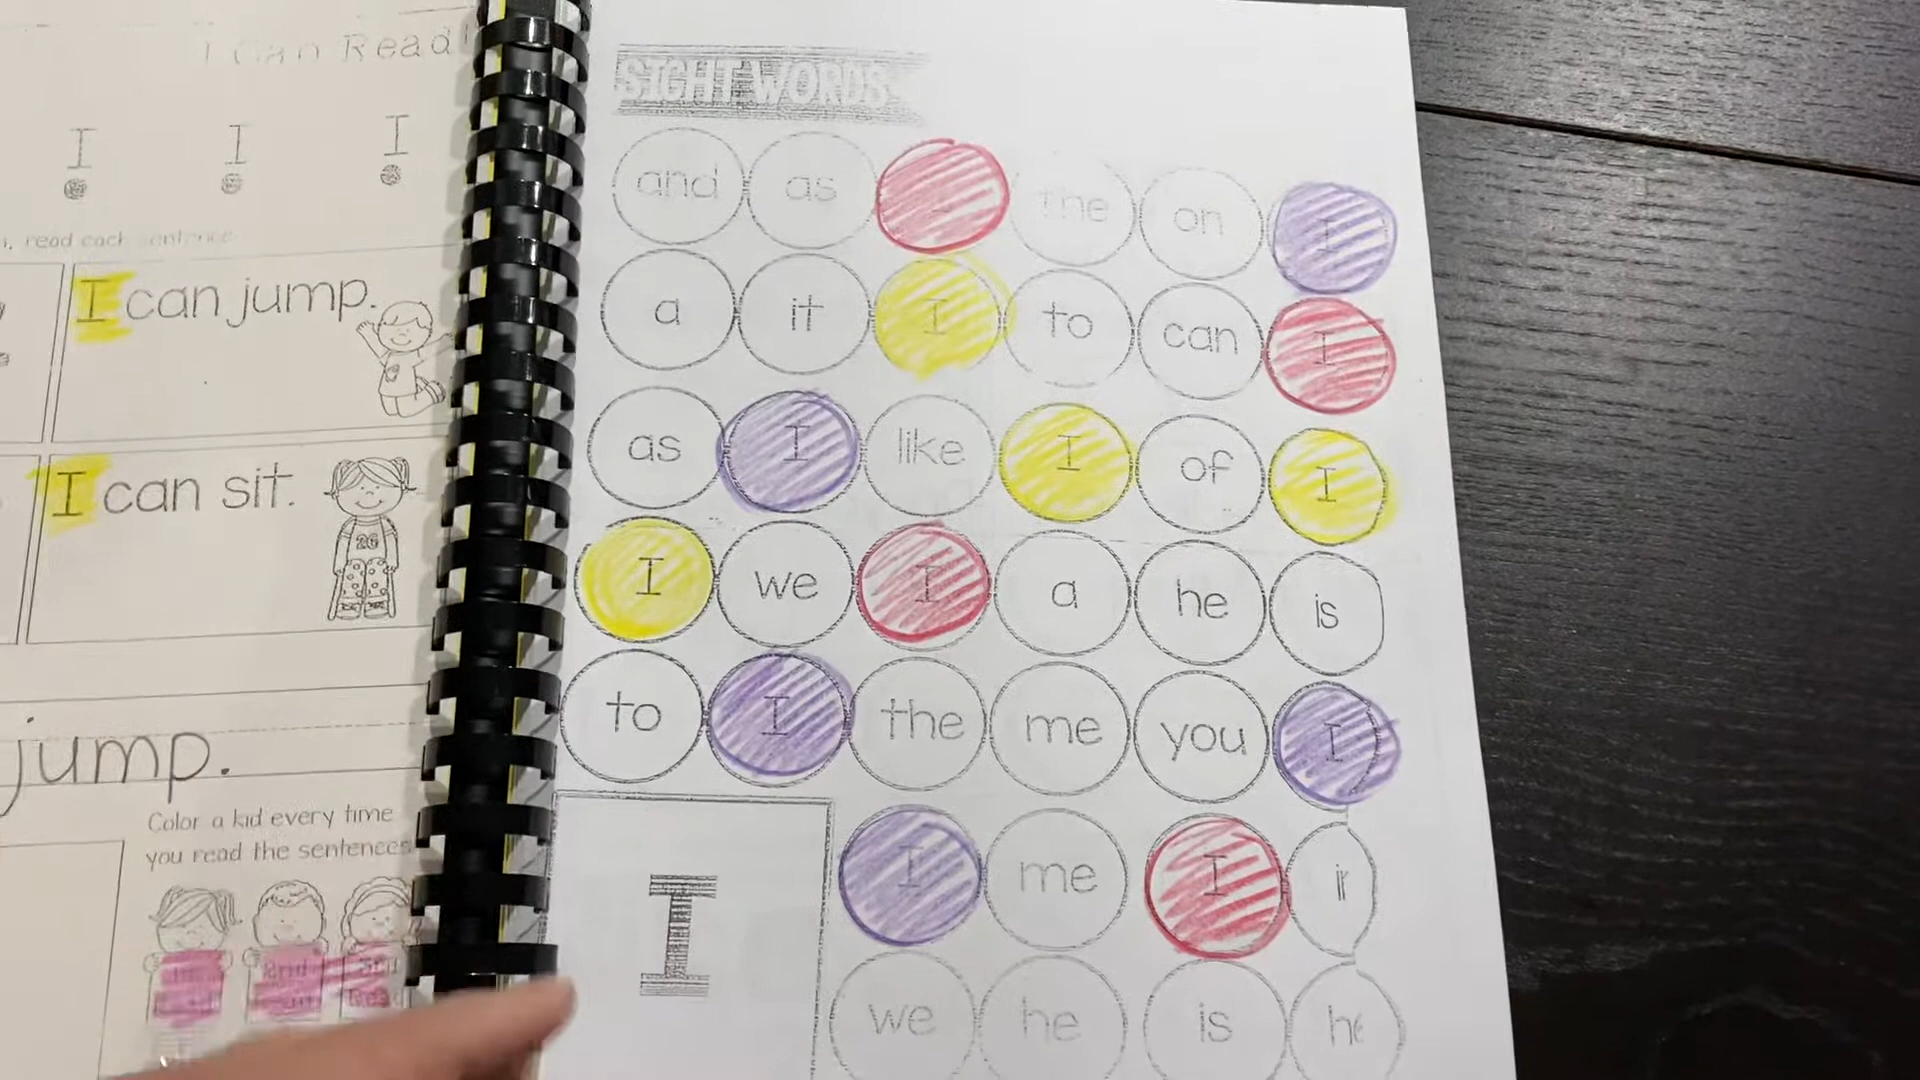 I Can Read!
I I I
read each sentence
I can jump.
I can sit.
jump.
Color a kid every time
you read the sentences
SIGHT WORDS
and as the on I
a it I to can I
as I like I of I
I we I a he is
to I the me you I
I
I me I
we he is